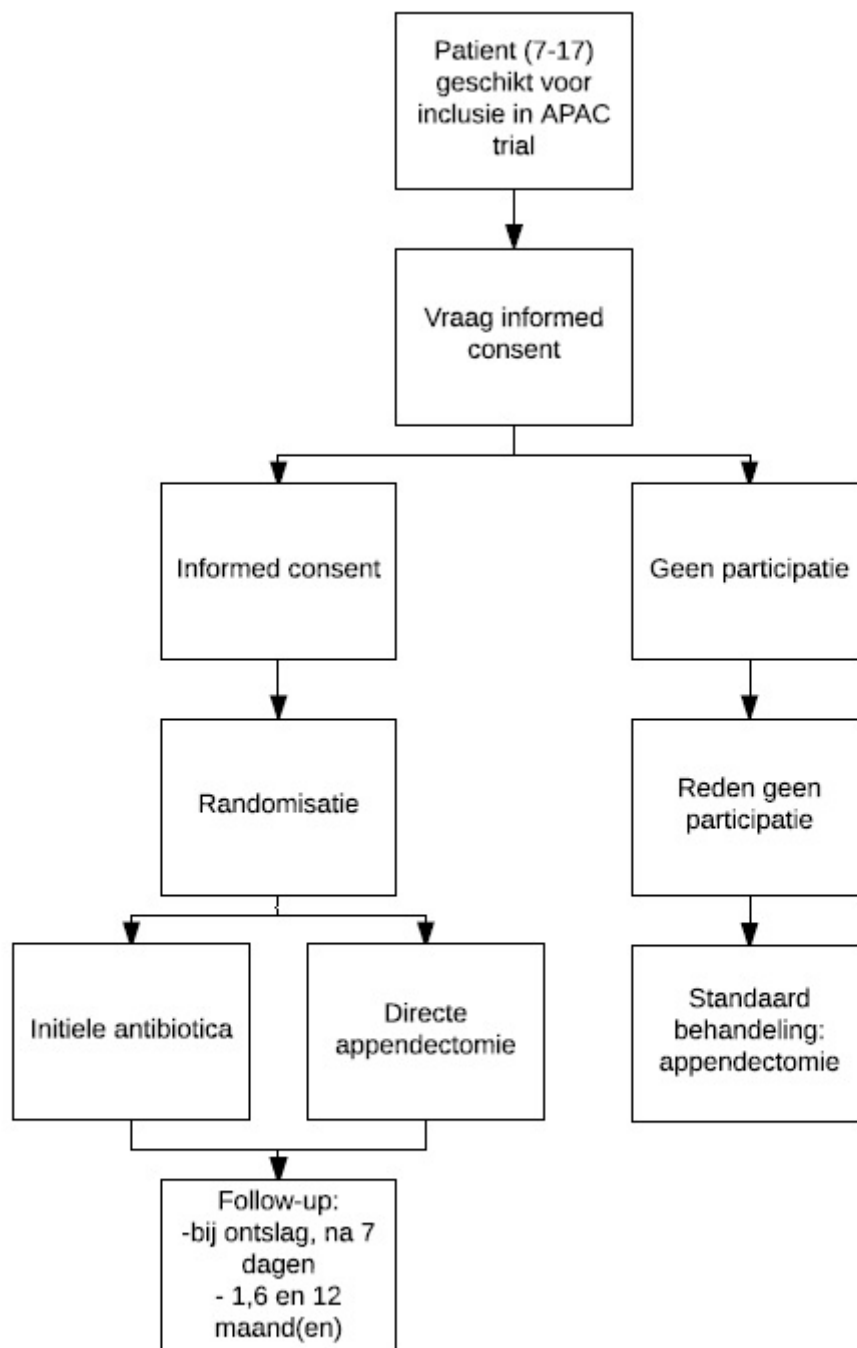 Patient (7-17)
geschikt voor
inclusie in APAC
trial
Vraag informed
consent
Informed consent
Geen participatie
Randomisatie
Reden geen
participatie
Initiele antibiotica
Directe
appendectomie
Standaard
behandeling:
appendectomie
Follow-up:
-bij ontslag, na 7
dagen
- 1,6 en 12
maand(en)